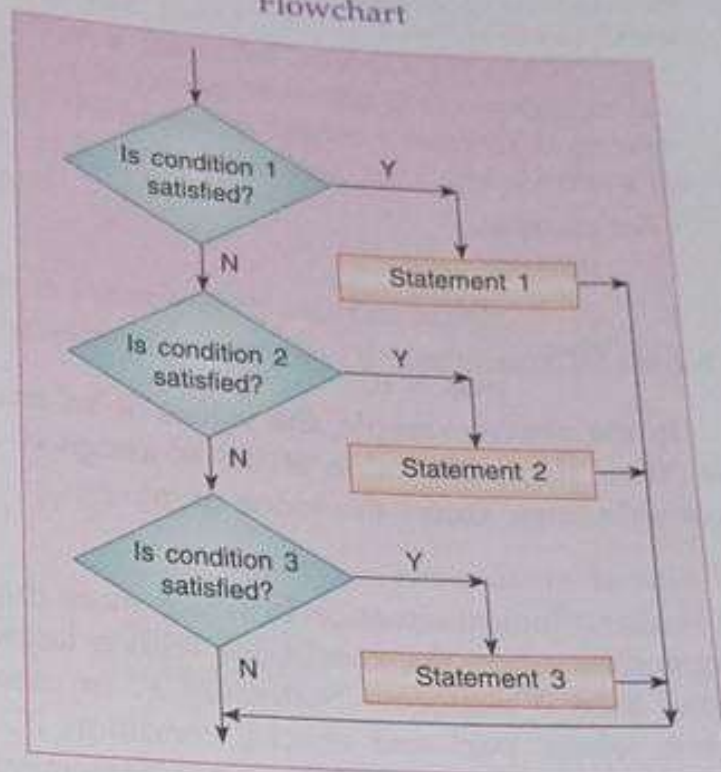 Flowchart
Is condition 1
satisfied?
Y
N
Statement 1
Is condition 2
satisfied?
Y
N
Statement 2
Is condition 3
satisfied?
Y
N
Statement 3